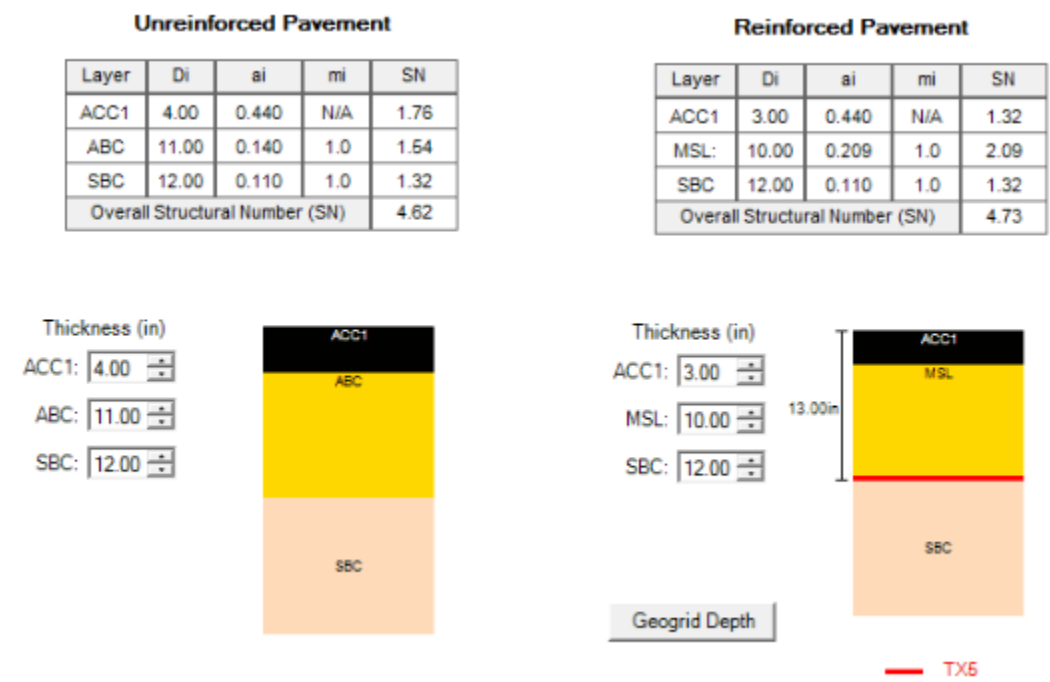 Unreinforced Pavement
Layer Di ai mi SN
ACC1 4.00 0.440 N/A 1.76
ABC 11.00 0.140 1.0 1.54
SBC 12.00 0.110 1.0 1.32
Overall Structural Number (SN) 4.62
Thickness (in)
ACC1: 4.00
ABC: 11.00
SBC: 12.00
ACC1
ABC
SBC
Reinforced Pavement
Layer Di ai mi SN
ACC1 3.00 0.440 N/A 1.32
MSL: 10.00 0.209 1.0 2.09
SBC 12.00 0.110 1.0 1.32
Overall Structural Number (SN) 4.73
Thickness (in)
ACC1: 3.00
MSL: 10.00
SBC: 12.00
13.00in
ACC1
MSL
SBC
Geogrid Depth
TX5